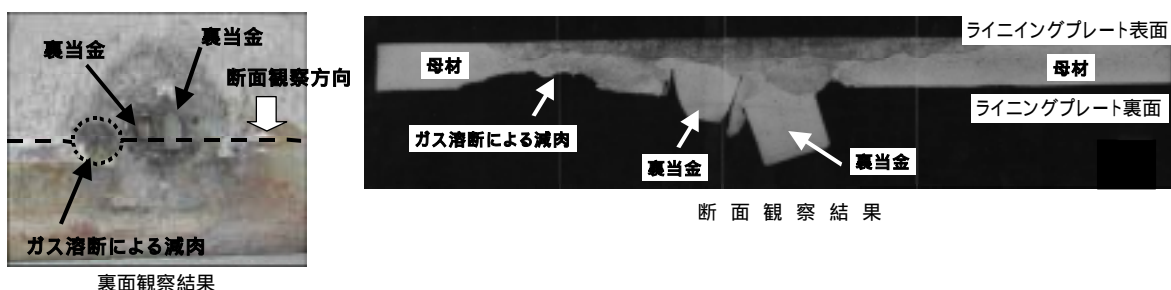 裏当金
裏当金
断面観察方向
ガス溶断による減肉
裏面観察結果
ライニイングプレート表面
母材
母材
ライニングプレート裏面
ガス溶断による減肉
裏当金
裏当金
断面観察結果